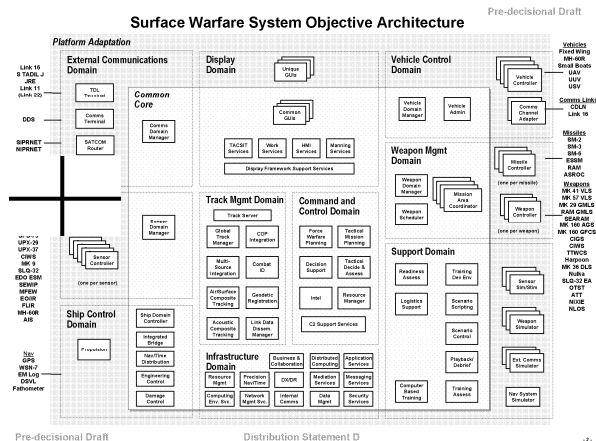 Pre-decisional Draft
Surface Warfare System Objective Architecture
Platform Adaptation
External Communications
Domain
Link 16
S TADIL J
JRE
Link 11
(Link 22)
DDS
SIPRNET
NIPRNET
TDL
Terminal
Comms
Terminal
SATCOM
Router
Common
Core
Comms
Domain
Manager
Display
Domain
Unique
GUIs
Common
GUIs
TACSIT
Services
Work
Services
HMI
Services
Manning
Services
Display Framework Support Services
Vehicle Control
Domain
Vehicle
Domain
Manager
Vehicle
Admin
Vehicle
Controller
Comms
Channel
Adapter
Vehicles
Fixed Wing
MH-60R
Small Boats
UAV
UUV
USV
Comms Links
CDLN
Link 16
Weapon Mgmt
Domain
Weapon
Domain
Manager
Weapon
Scheduler
Mission
Area
Coordinator
Missile
Controller
(one per missile)
Weapon
Controller
(one per weapon)
Missiles
SM-2
SM-3
SM-6
ESSM
RAM
ASROC
Weapons
MK 41 VLS
MK 57 VLS
MK 29 GMLS
RAM GMLS
SEARAM
MK 160 AGS
MK 160 GFCS
CIGS
CIWS
TTWCS
Harpoon
MK 36 DLS
Nulka
SLQ-32 EA
OTST
ATT
NIXIE
NLOS
UPX-29
UPX-37
CIWS
MK 9
SLQ-32
EDO ESM
SEWIP
MFEW
EO/IR
FLIR
MH-60R
AIS
Sensor
Controller
(one per sensor)
Sensor
Domain
Manager
Track Mgmt Domain
Track Server
Global
Track
Manager
COP
Integration
Multi-
Source
Integration
Combat
ID
Air/Surface
Composite
Tracking
Geodetic
Registration
Acoustic
Composite
Tracking
Link Data
Dissem.
Manager
Command and
Control Domain
Force
Warfare
Planning
Tactical
Mission
Planning
Decision
Support
Tactical
Decide &
Assess
Intel
Resource
Manager
C2 Support Services
Support Domain
Readiness
Assess
Training
Dev Env
Logistics
Support
Scenario
Scripting
Scenario
Control
Playback/
Debrief
Computer
Based
Training
Training
Assess
Sensor
Sim/Stim
Weapon
Simulator
Ext. Comms
Simulator
Nav System
Simulator
Ship Control
Domain
Propulsion
Ship Domain
Controller
Integrated
Bridge
Nav/Time
Distribution
Engineering
Control
Damage
Control
Nav
GPS
WSN-7
EM Log
DSVL
Fathometer
Infrastructure
Domain
Business &
Collaboration
Distributed
Computing
Application
Services
Resource
Mgmt
Precision
Nav/Time
DX/DR
Mediation
Services
Messaging
Services
Computing
Env. Svc.
Network
Mgmt Svc.
Internal
Comms
Data
Mgmt
Security
Services
Pre-decisional Draft
Distribution Statement D
- 2 -